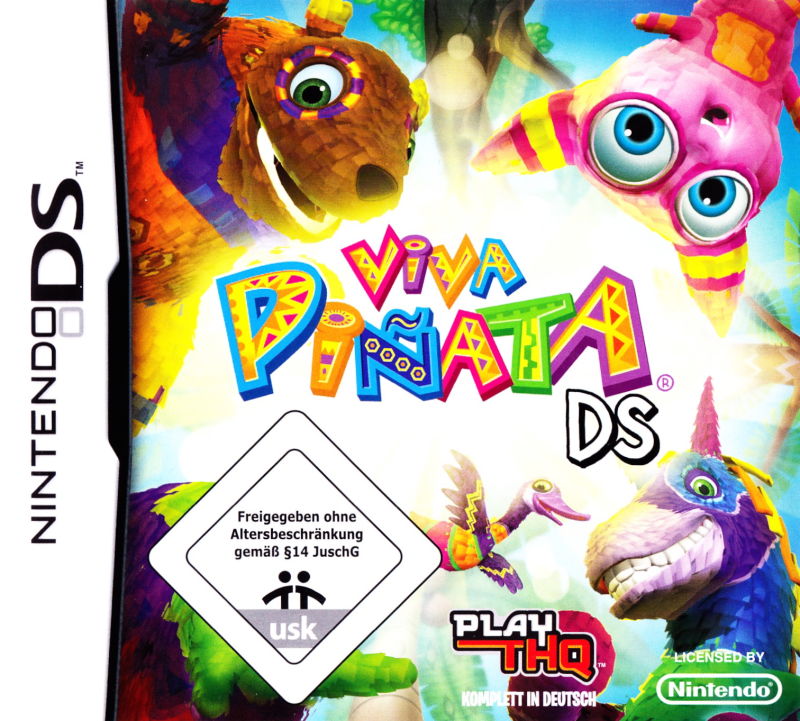 NINTENDO DS™
VIVA
PIÑATA®
DS
Freigegeben ohne
Altersbeschränkung
gemäß §14 JuschG
usk
PLAY
THQ™
KOMPLETT IN DEUTSCH
LICENSED BY
Nintendo®